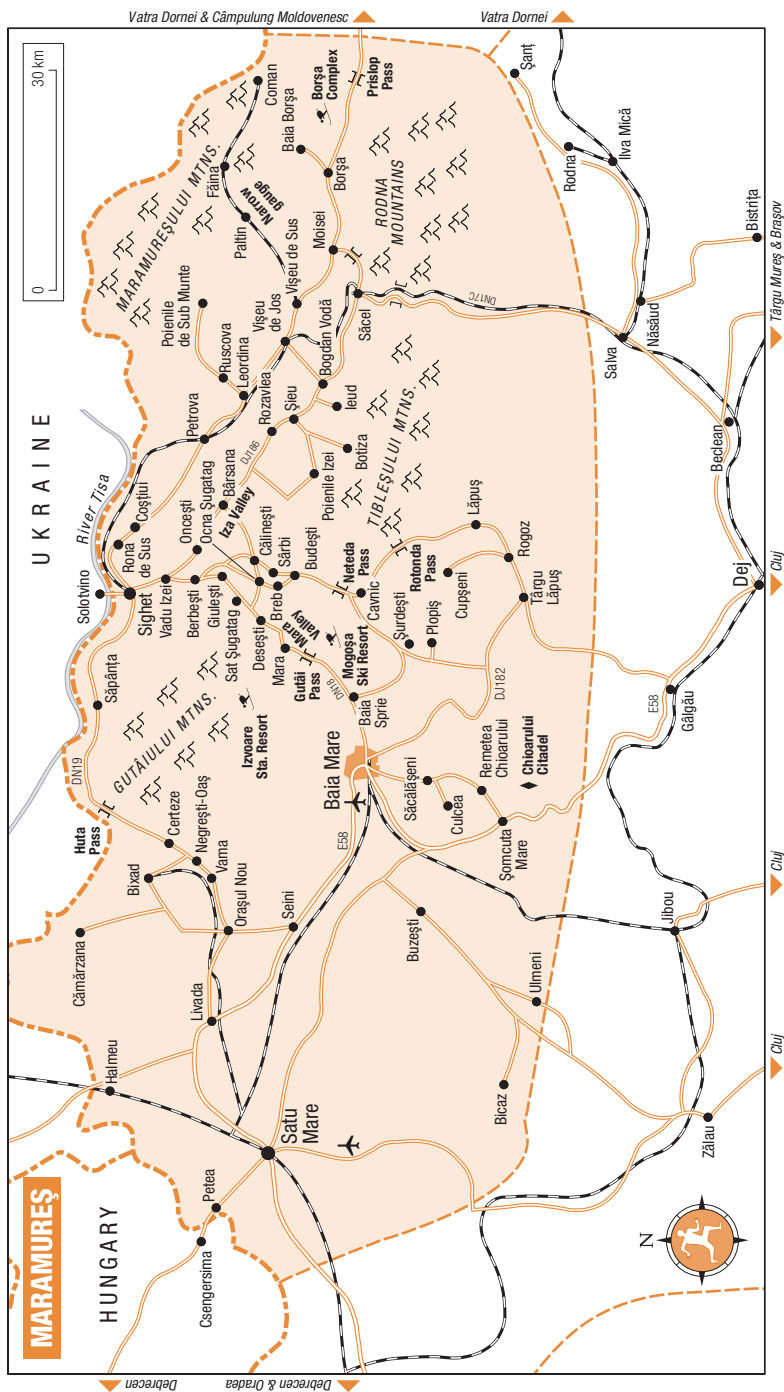 MARAMUREŞ
HUNGARY
UKRAINE
River Tisa
0
30 km
N
Debrecen
Debrecen & Oradea
Vatra Dornei & Câmpulung Moldovenesc
Vatra Dornei
Târgu Mureş & Braşov
Cluj
Cluj
Cluj
Csengersima
Petea
Satu
Mare
Halmeu
Livada
Cămărzana
Bixad
Oraşul Nou
Vama
Negreşti-Oaş
Certeze
Huta
Pass
DN19
Seini
E58
Săpânţa
GUTÂIULUI MTNS.
Izvoare
Sta. Resort
Solotvino
Sighet
Rona
de Sus
Coştiui
Vadu Izei
Onceşti
Berbeşti
Ocna Şugatag
Giuleşti
Bârsana
Iza Valley
Sat Şugatag
Călineşti
Deseşti
Sârbi
Breb
Budeşti
Mara
Mara
Valley
Gutâi
Pass
DN18
Mogoşa
Ski Resort
Neteda
Pass
Cavnic
Baia
Sprie
Baia Mare
Petrova
Leordina
Ruscova
Poienile
de Sub Munte
MARAMUREŞULUI MTNS.
Narrow
gauge
Paltin
Făina
Coman
Vişeu
de Jos
Vişeu de Sus
Rozavlea
DJ186
Şieu
Bogdan Vodă
Ieud
Botiza
Poienile Izei
Moisei
Borşa
Baia Borşa
Borşa
Complex
Prislop
Pass
Săcel
RODNA
MOUNTAINS
TIBLEŞULUI MTNS.
DN17C
Şurdeşti
Plopiş
Rotonda
Pass
Cupşeni
Lăpuş
Rogoz
Târgu
Lăpuş
DJ182
Săcălăşeni
Culcea
Remetea
Chioarului
Chioarului
Citadel
Şomcuta
Mare
Buzeşti
Ulmeni
Bicaz
Zălau
Jibou
Gâlgău
E58
Dej
Beclean
Salva
Năsăud
Bistriţa
Ilva Mică
Rodna
Şanţ